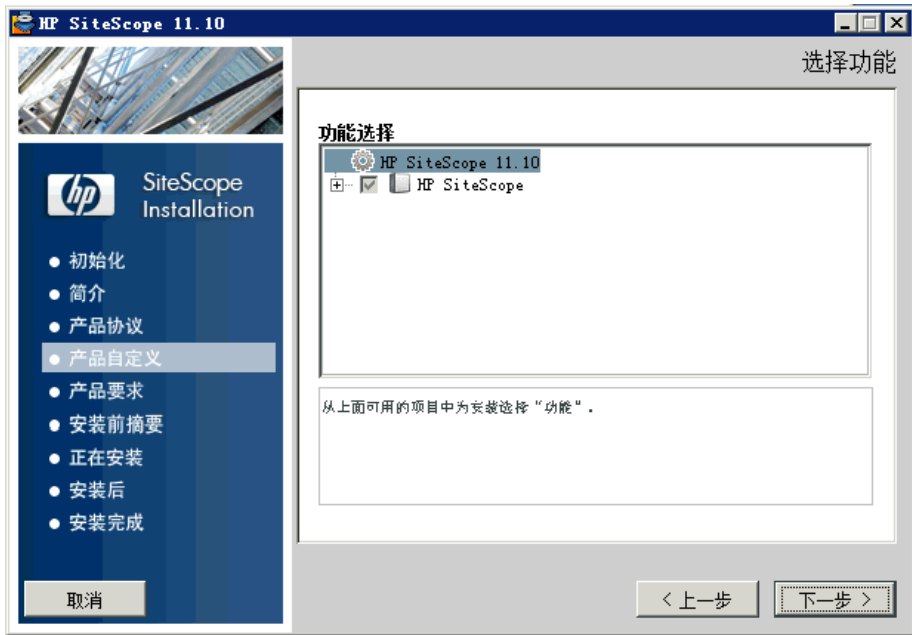 HP SiteScope 11.10
选择功能
hp
SiteScope
Installation
初始化
简介
产品协议
产品自定义
产品要求
安装前摘要
正在安装
安装后
安装完成
功能选择
HP SiteScope 11.10
HP SiteScope
从上面可用的项目中为安装选择“功能”.
取消
< 上一步
下一步 >